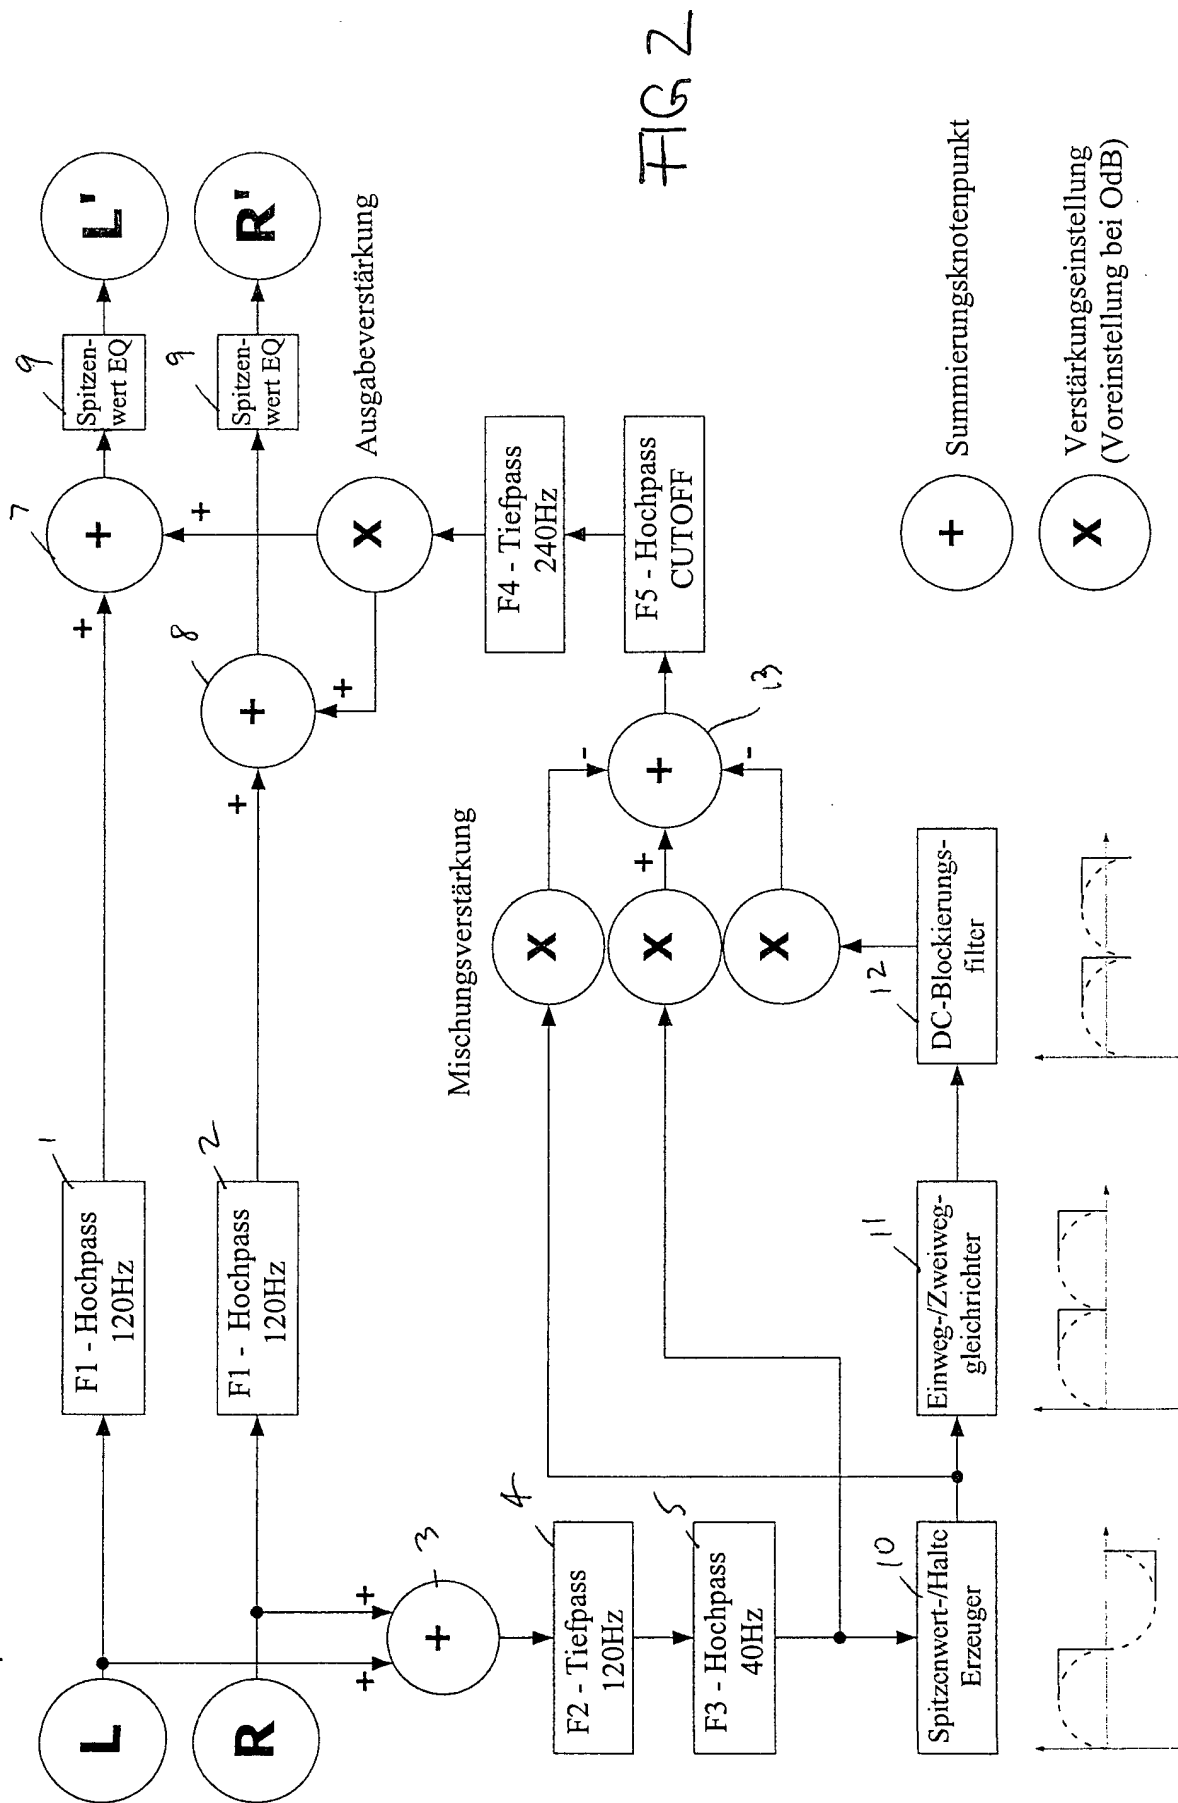 L
R
+
+
3
+
F1 - Hochpass
120Hz
1
F1 - Hochpass
120Hz
2
F2 - Tiefpass
120Hz
4
F3 - Hochpass
40Hz
5
Spitzenwert-/Halte
Erzeuger
10
Einweg-/Zweiweg-
gleichrichter
11
DC-Blockierungs-
filter
12
Mischungsverstärkung
X
X
X
-
+
-
+
13
F5 - Hochpass
CUTOFF
F4 - Tiefpass
240Hz
X
Ausgabeverstärkung
+
+
+
8
+
+
+
7
Spitzen-
wert EQ
9
Spitzen-
wert EQ
9
L'
R'
FIG 2
+
Summierungsknotenpunkt
X
Verstärkungseinstellung
(Voreinstellung bei OdB)